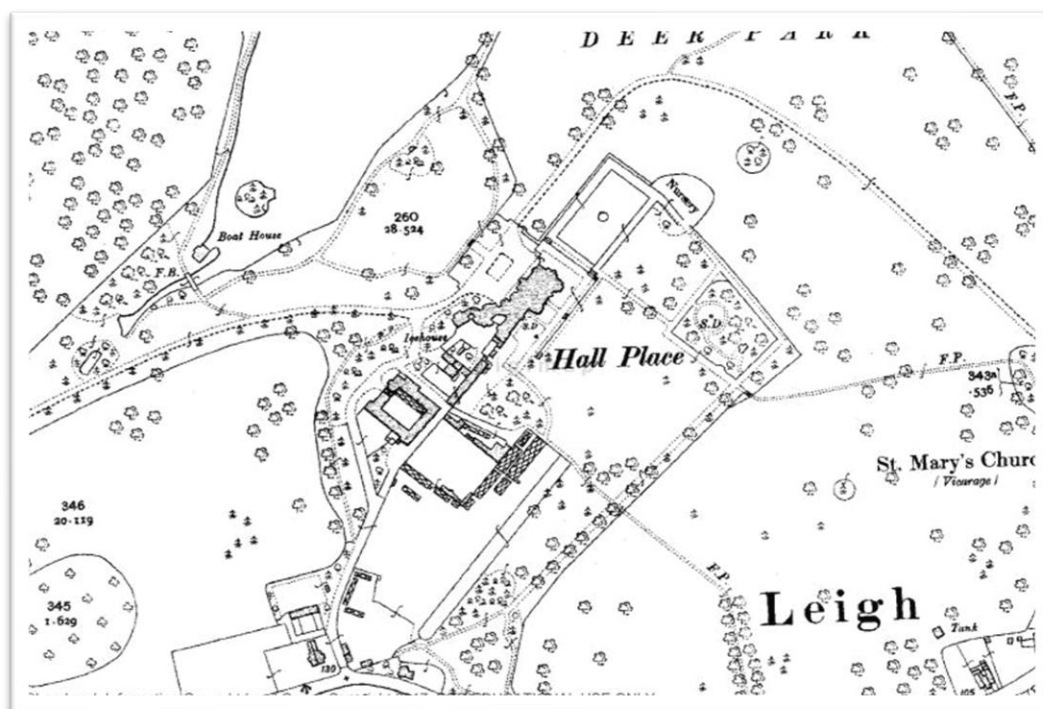 DEER PARK
F.P.
Nursery
260
28·524
Boat House
F.B.
S.D.
Icehouse
S.D.
Hall Place
F.P.
343a
·536
St. Mary's Churc
(Vicarage)
346
20·119
F.P.
345
1·629
Leigh
Tank
130
105